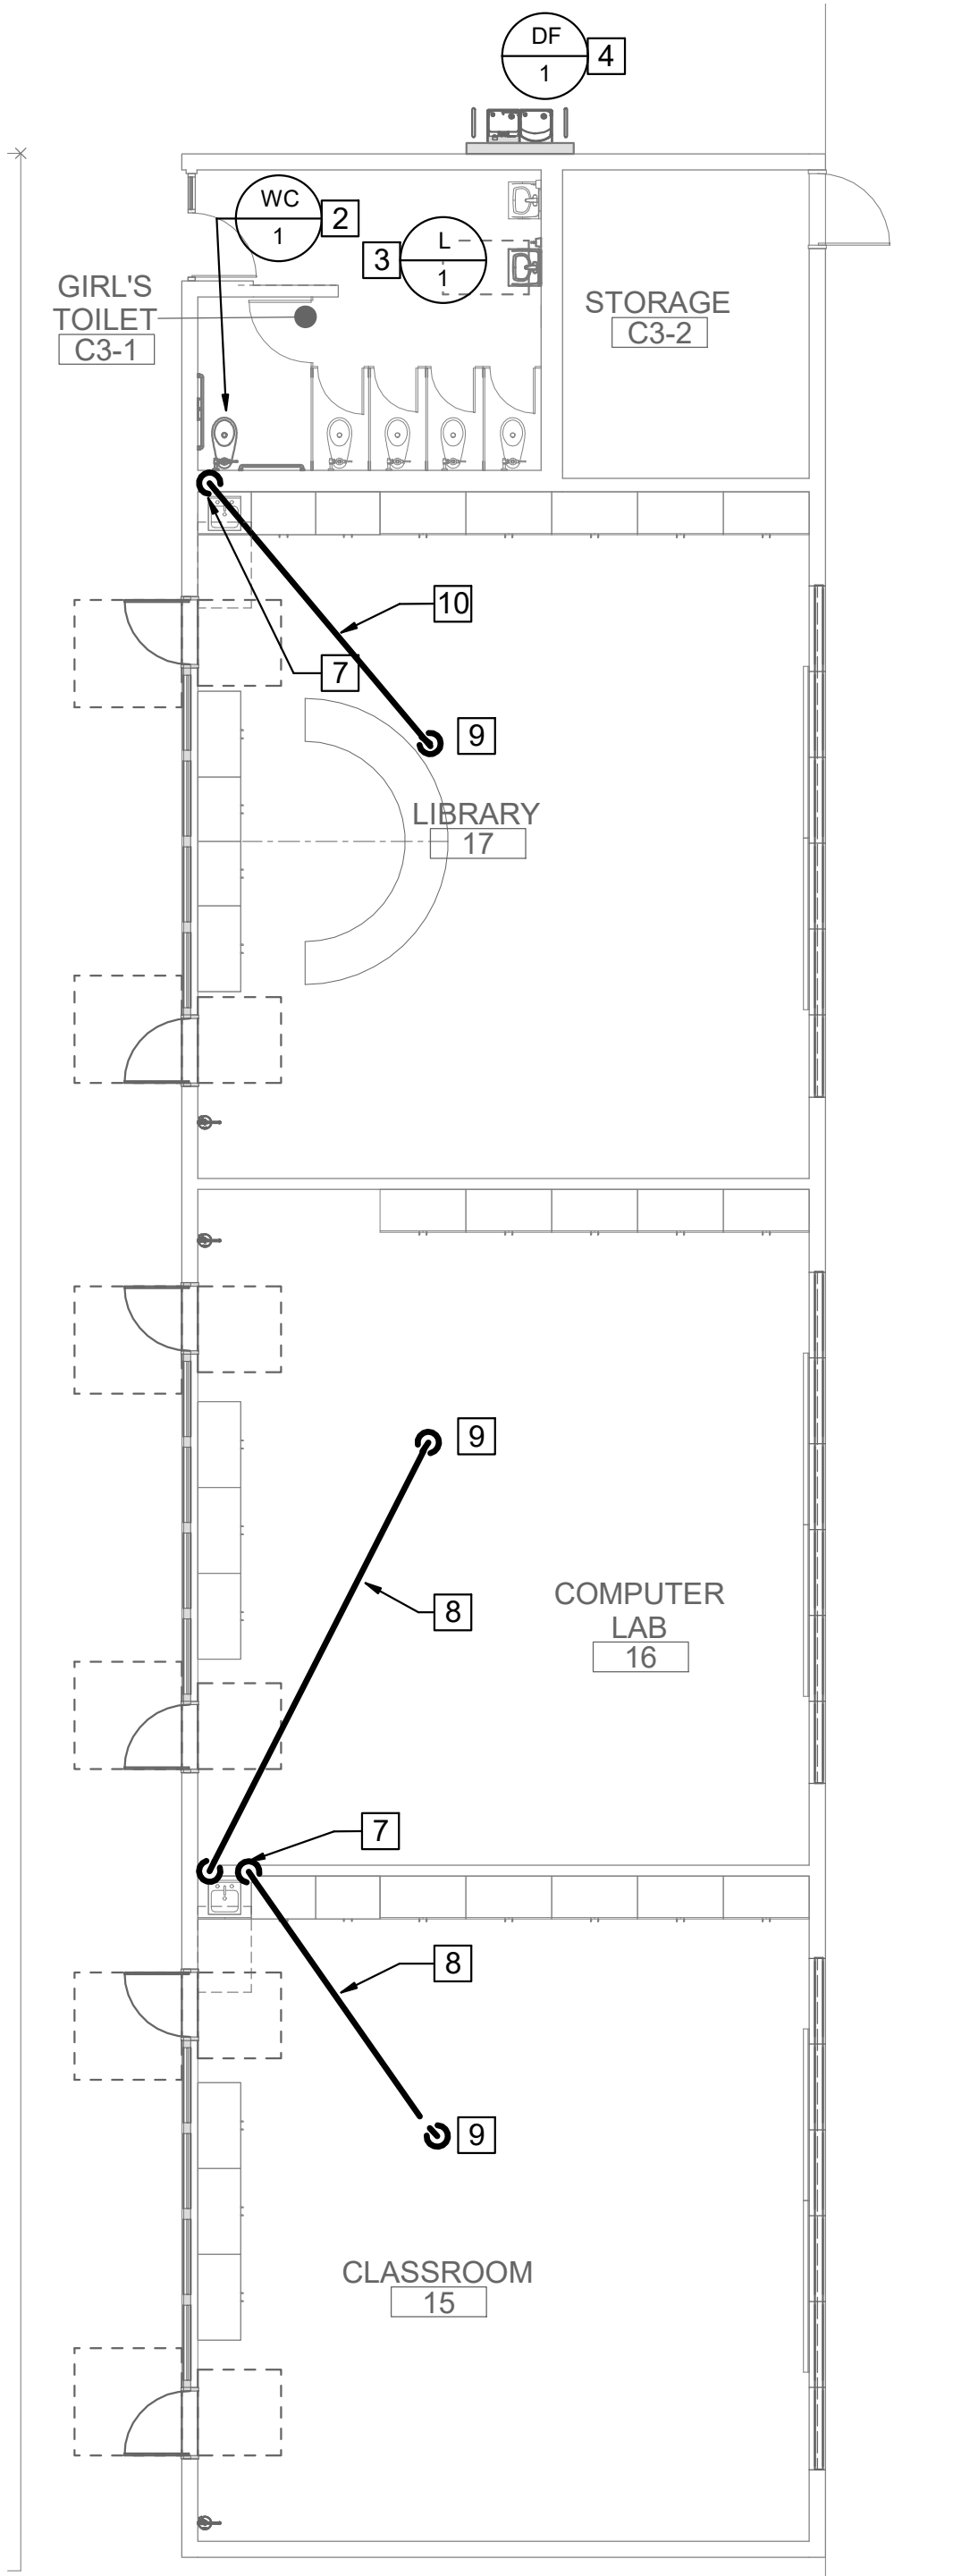 DF
1
4
WC
1
2
L
1
3
GIRL'S
TOILET
C3-1
STORAGE
C3-2
10
7
9
LIBRARY
17
9
8
COMPUTER
LAB
16
7
8
9
CLASSROOM
15